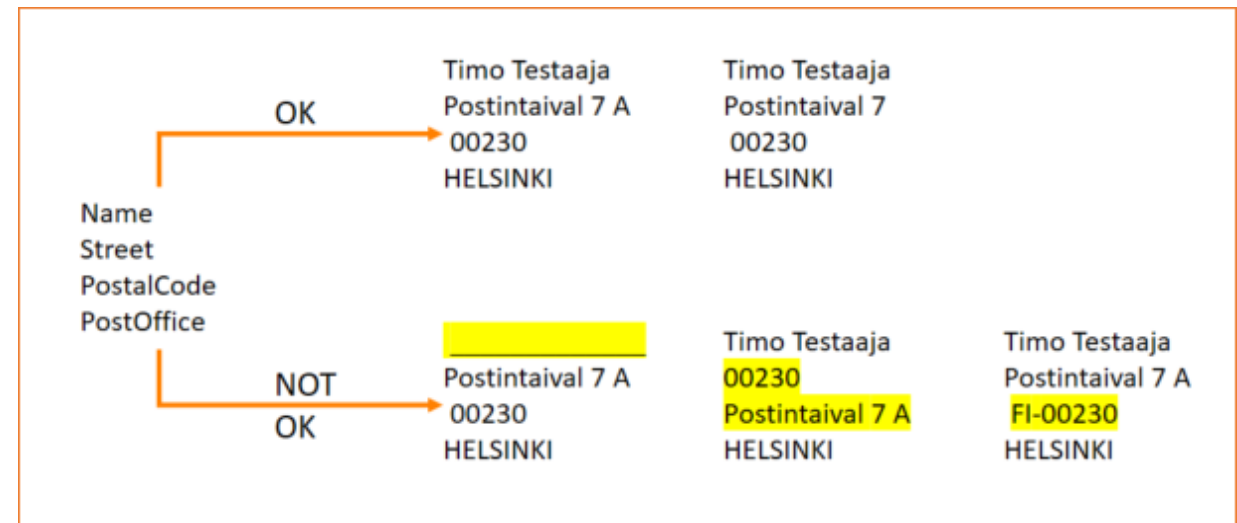 Timo Testaaja
Postintaival 7 A
00230
HELSINKI
Timo Testaaja
Postintaival 7
00230
HELSINKI
OK
Name
Street
PostalCode
PostOffice
NOT
OK
Postintaival 7 A
00230
HELSINKI
Timo Testaaja
00230
Postintaival 7 A
HELSINKI
Timo Testaaja
Postintaival 7 A
FI-00230
HELSINKI